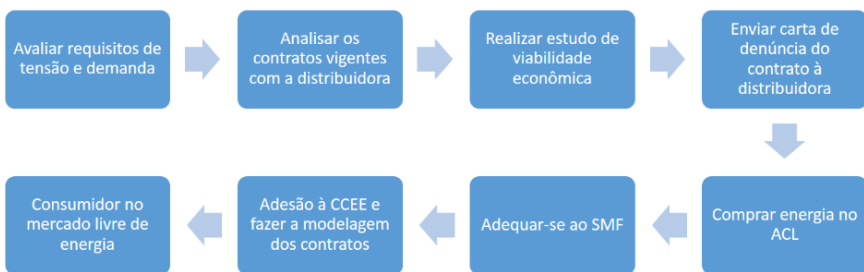 Avaliar requisitos de
tensão e demanda
Analisar os
contratos vigentes
com a distribuidora
Realizar estudo de
viabilidade
econômica
Enviar carta de
denúncia do
contrato à
distribuidora
Comprar energia no
ACL
Adequar-se ao SMF
Adesão à CCEE e
fazer a modelagem
dos contratos
Consumidor no
mercado livre de
energia